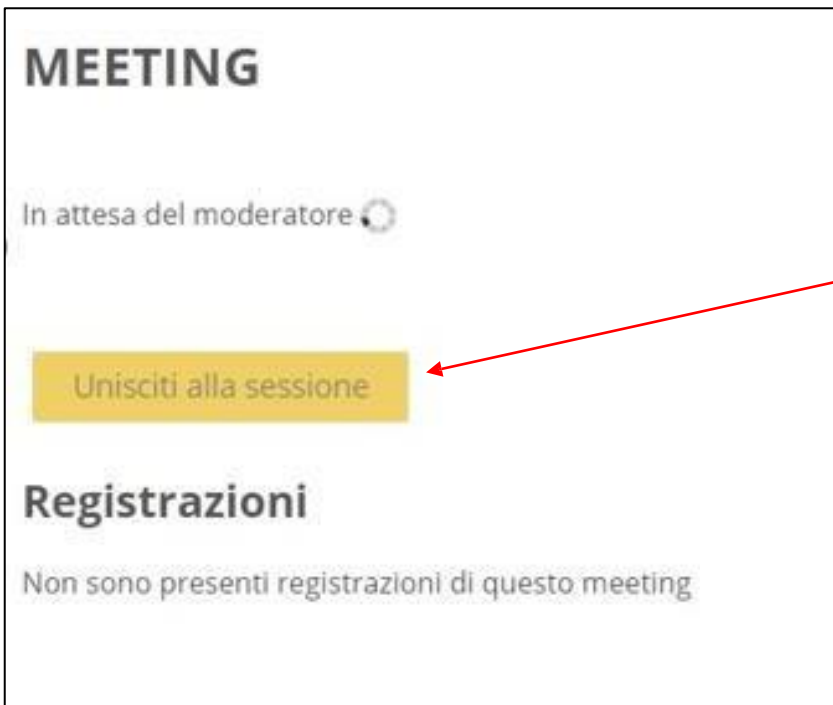 MEETING
In attesa del moderatore
Unisciti alla sessione
Registrazioni
Non sono presenti registrazioni di questo meeting